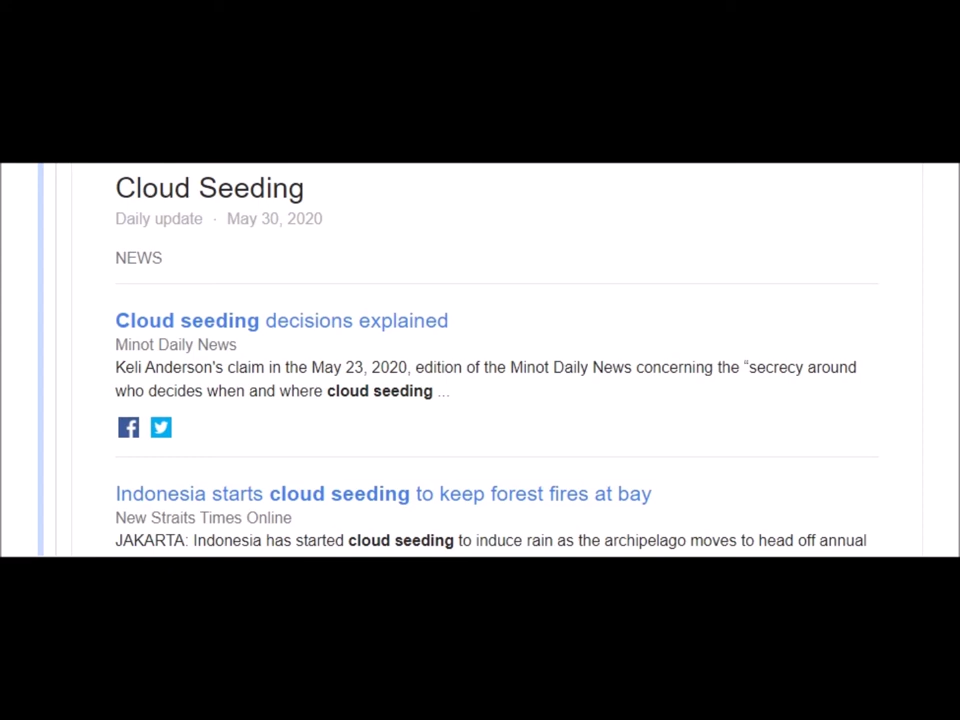 Cloud Seeding
Daily update · May 30, 2020
NEWS
Cloud seeding decisions explained
Minot Daily News
Keli Anderson's claim in the May 23, 2020, edition of the Minot Daily News concerning the “secrecy around
who decides when and where cloud seeding ...
Indonesia starts cloud seeding to keep forest fires at bay
New Straits Times Online
JAKARTA: Indonesia has started cloud seeding to induce rain as the archipelago moves to head off annual